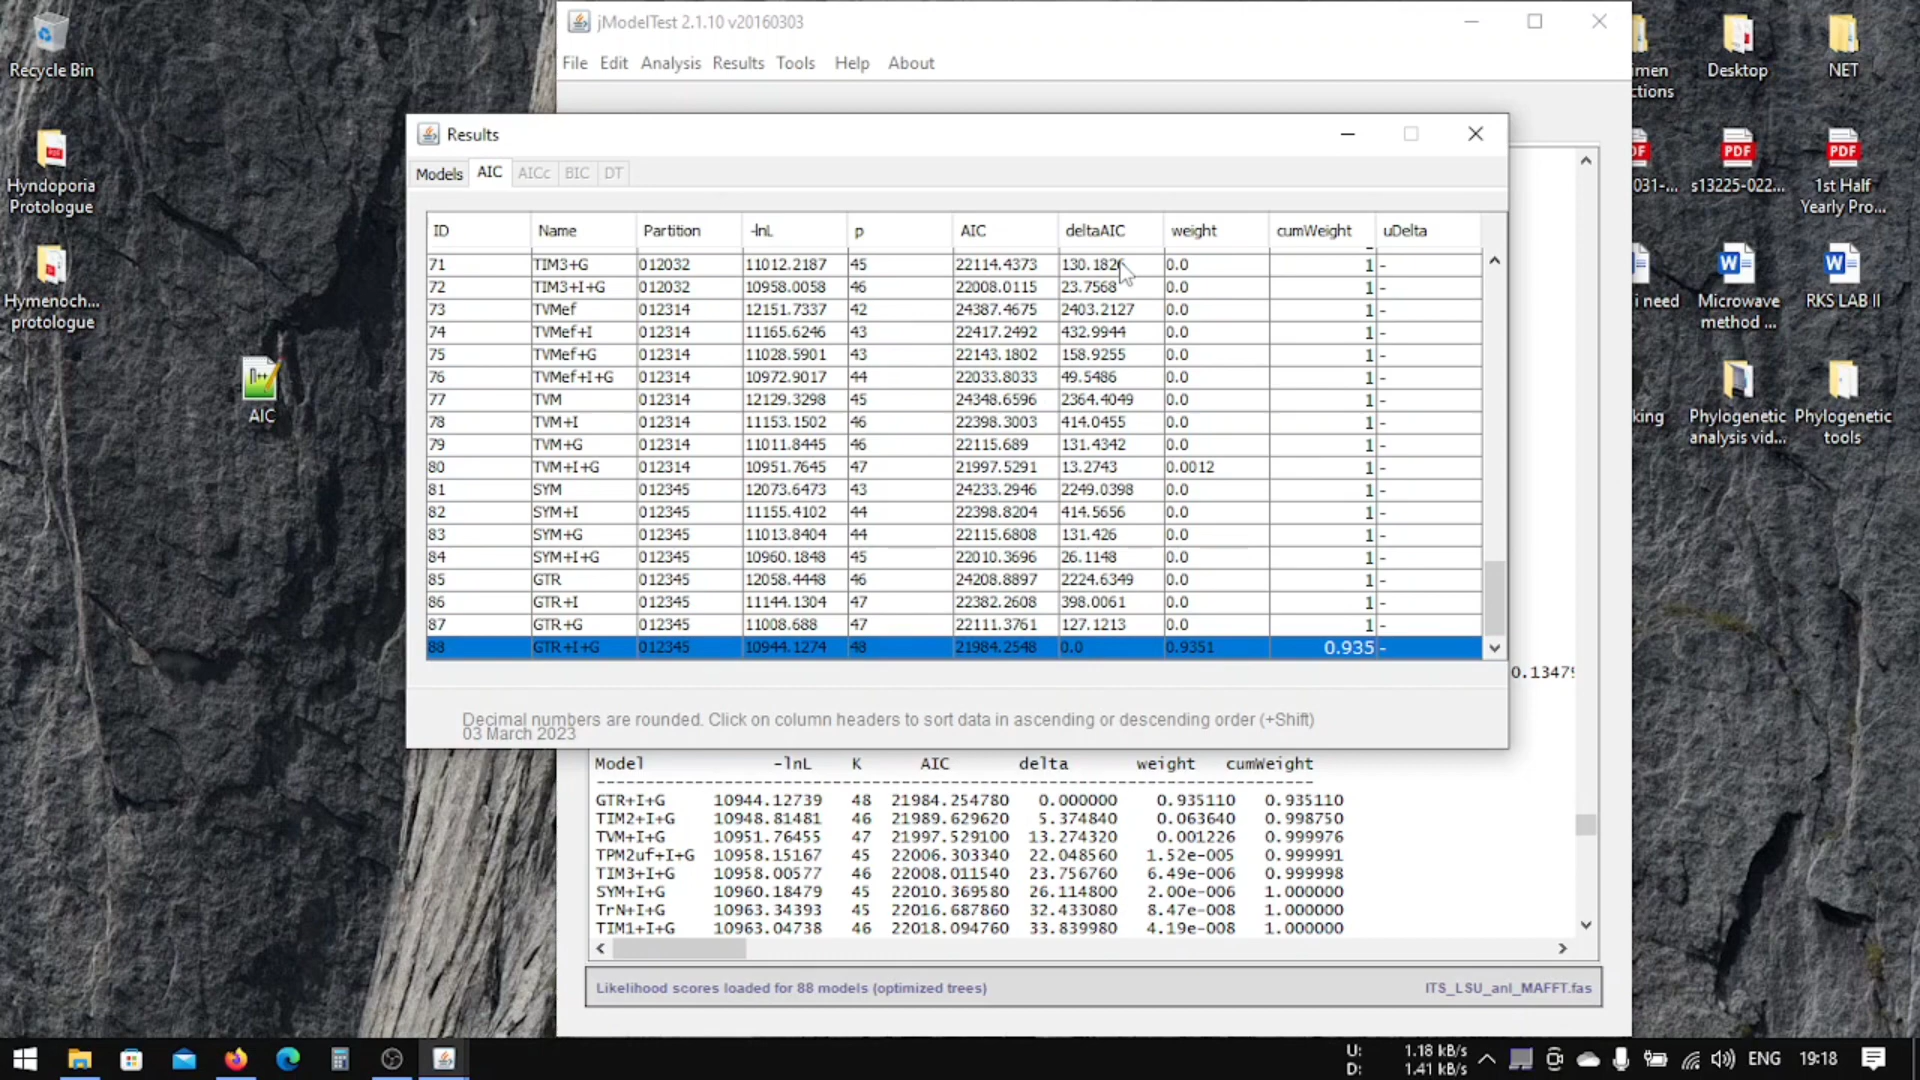 jModelTest 2.1.10 v20160303
File Edit Analysis Results Tools Help About
Recycle Bin
Hyndoporia Protologue
Hymenoch... protologue
AIC
imen
ctions
Desktop
NET
031-...
s13225-022...
1st Half
Yearly Pro...
i need
Microwave
method ...
RKS LAB II
king
Phylogenetic
analysis vid...
Phylogenetic
tools
Results
Models AIC AICc BIC DT
ID Name Partition -lnL p AIC deltaAIC weight cumWeight uDelta
71 TIM3+G 012032 11012.2187 45 22114.4373 130.1826 0.0 1 -
72 TIM3+I+G 012032 10958.0058 46 22008.0115 23.7568 0.0 1 -
73 TVMef 012314 12151.7337 42 24387.4675 2403.2127 0.0 1 -
74 TVMef+I 012314 11165.6246 43 22417.2492 432.9944 0.0 1 -
75 TVMef+G 012314 11028.5901 43 22143.1802 158.9255 0.0 1 -
76 TVMef+I+G 012314 10972.9017 44 22033.8033 49.5486 0.0 1 -
77 TVM 012314 12129.3298 45 24348.6596 2364.4049 0.0 1 -
78 TVM+I 012314 11153.1502 46 22398.3003 414.0455 0.0 1 -
79 TVM+G 012314 11011.8445 46 22115.689 131.4342 0.0 1 -
80 TVM+I+G 012314 10951.7645 47 21997.5291 13.2743 0.0012 1 -
81 SYM 012345 12073.6473 43 24233.2946 2249.0398 0.0 1 -
82 SYM+I 012345 11155.4102 44 22398.8204 414.5656 0.0 1 -
83 SYM+G 012345 11013.8404 44 22115.6808 131.426 0.0 1 -
84 SYM+I+G 012345 10960.1848 45 22010.3696 26.1148 0.0 1 -
85 GTR 012345 12058.4448 46 24208.8897 2224.6349 0.0 1 -
86 GTR+I 012345 11144.1304 47 22382.2608 398.0061 0.0 1 -
87 GTR+G 012345 11008.688 47 22111.3761 127.1213 0.0 1 -
88 GTR+I+G 012345 10944.1274 48 21984.2548 0.0 0.9351 0.935 -
Decimal numbers are rounded. Click on column headers to sort data in ascending or descending order (+Shift)
03 March 2023
0.1347
Model -lnL K AIC delta weight cumWeight
------------------------------------------------------------------------
GTR+I+G 10944.12739 48 21984.254780 0.000000 0.935110 0.935110
TIM2+I+G 10948.81481 46 21989.629620 5.374840 0.063640 0.998750
TVM+I+G 10951.76455 47 21997.529100 13.274320 0.001226 0.999976
TPM2uf+I+G 10958.15167 45 22006.303340 22.048560 1.52e-005 0.999991
TIM3+I+G 10958.00577 46 22008.011540 23.756760 6.49e-006 0.999998
SYM+I+G 10960.18479 45 22010.369580 26.114800 2.00e-006 1.000000
TrN+I+G 10963.34393 45 22016.687860 32.433080 8.47e-008 1.000000
TIM1+I+G 10963.04738 46 22018.094760 33.839980 4.19e-008 1.000000
Likelihood scores loaded for 88 models (optimized trees)
ITS_LSU_anl_MAFFT.fas
U: 1.18 kB/s
D: 1.41 kB/s
ENG 19:18